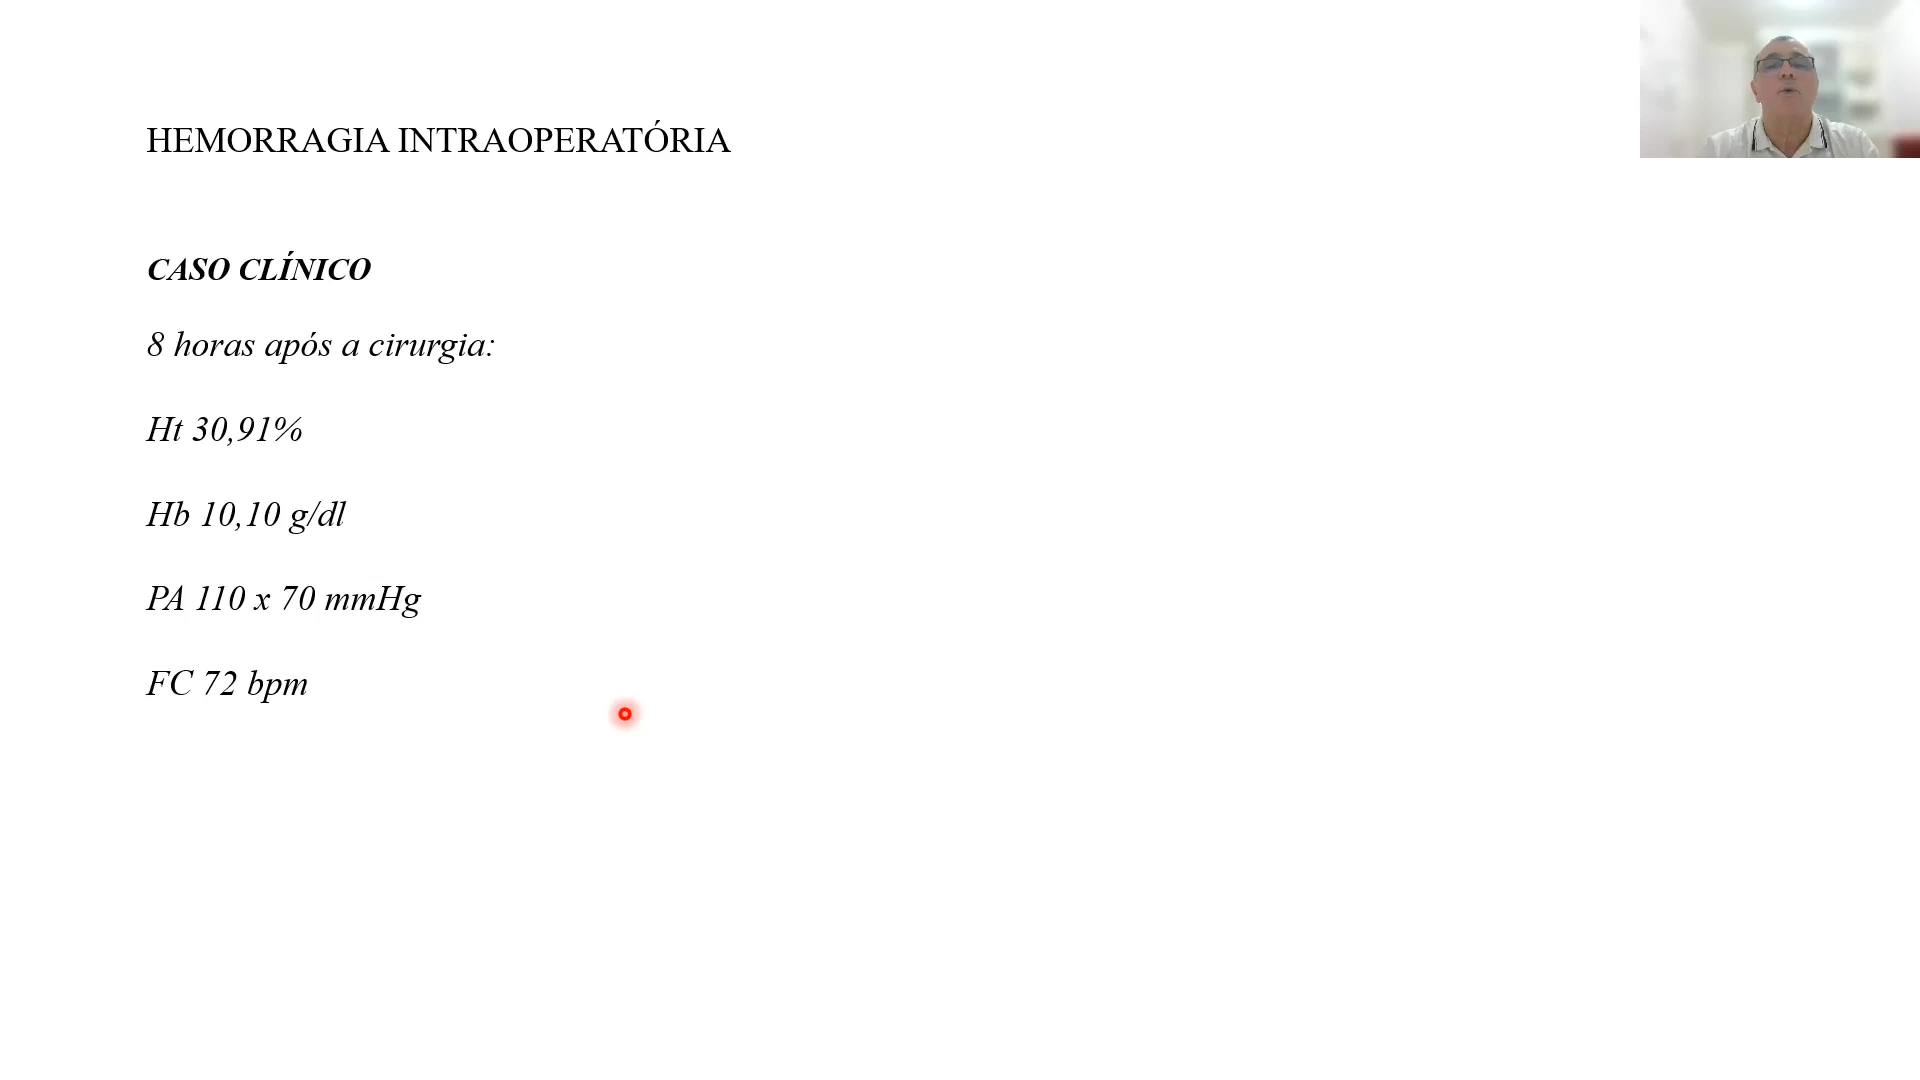 HEMORRAGIA INTRAOPERATÓRIA
CASO CLÍNICO
8 horas após a cirurgia:
Ht 30,91%
Hb 10,10 g/dl
PA 110 x 70 mmHg
FC 72 bpm